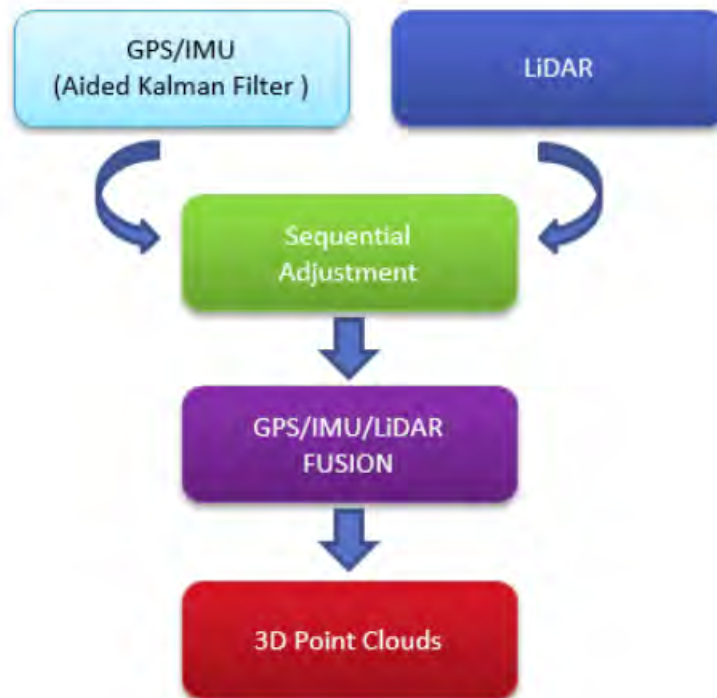 GPS/IMU
(Aided Kalman Filter )
LiDAR
Sequential
Adjustment
GPS/IMU/LiDAR
FUSION
3D Point Clouds